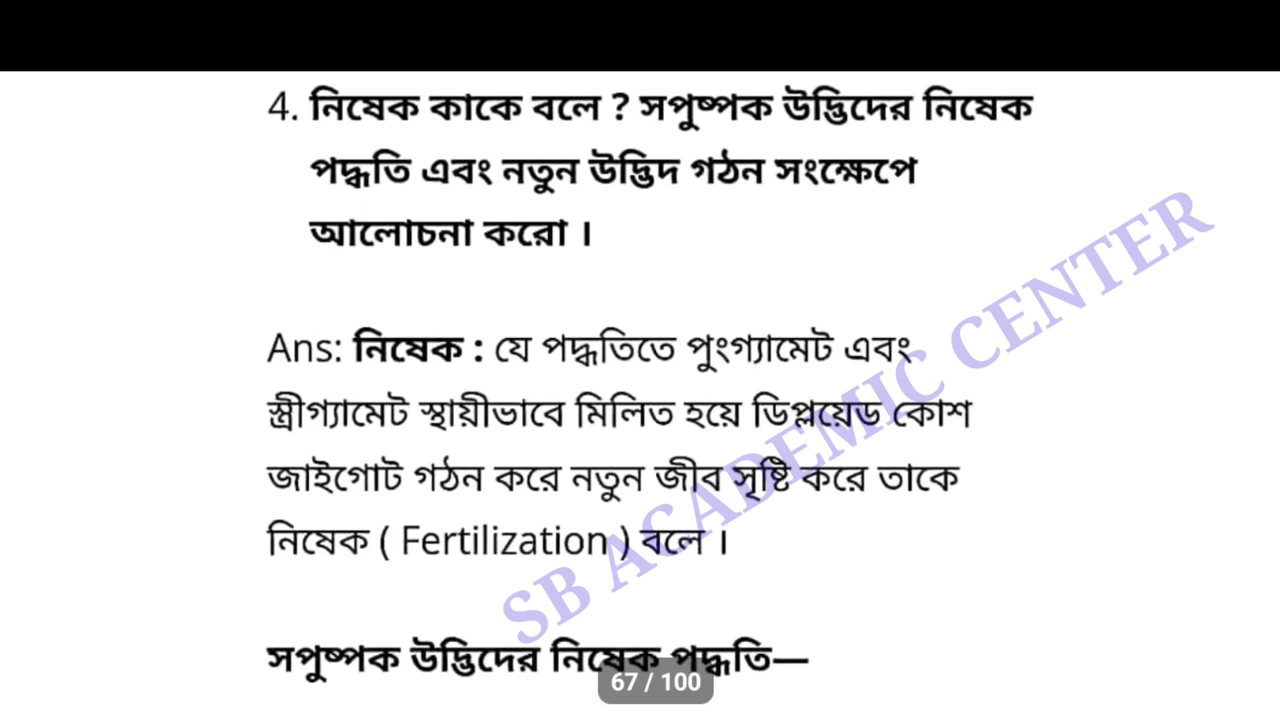 4. নিষেক কাকে বলে ? সপুষ্পক উদ্ভিদের নিষেক
পদ্ধতি এবং নতুন উদ্ভিদ গঠন সংক্ষেপে
আলোচনা করো ।
Ans: নিষেক : যে পদ্ধতিতে পুংগ্যামেট এবং
স্ত্রীগ্যামেট স্থায়ীভাবে মিলিত হয়ে ডিপ্লয়েড কোশ
জাইগোট গঠন করে নতুন জীব সৃষ্টি করে তাকে
নিষেক ( Fertilization ) বলে ।
SB ACADEMIC CENTER
সপুষ্পক উদ্ভিদের নিষেক পদ্ধতি—
67 / 100